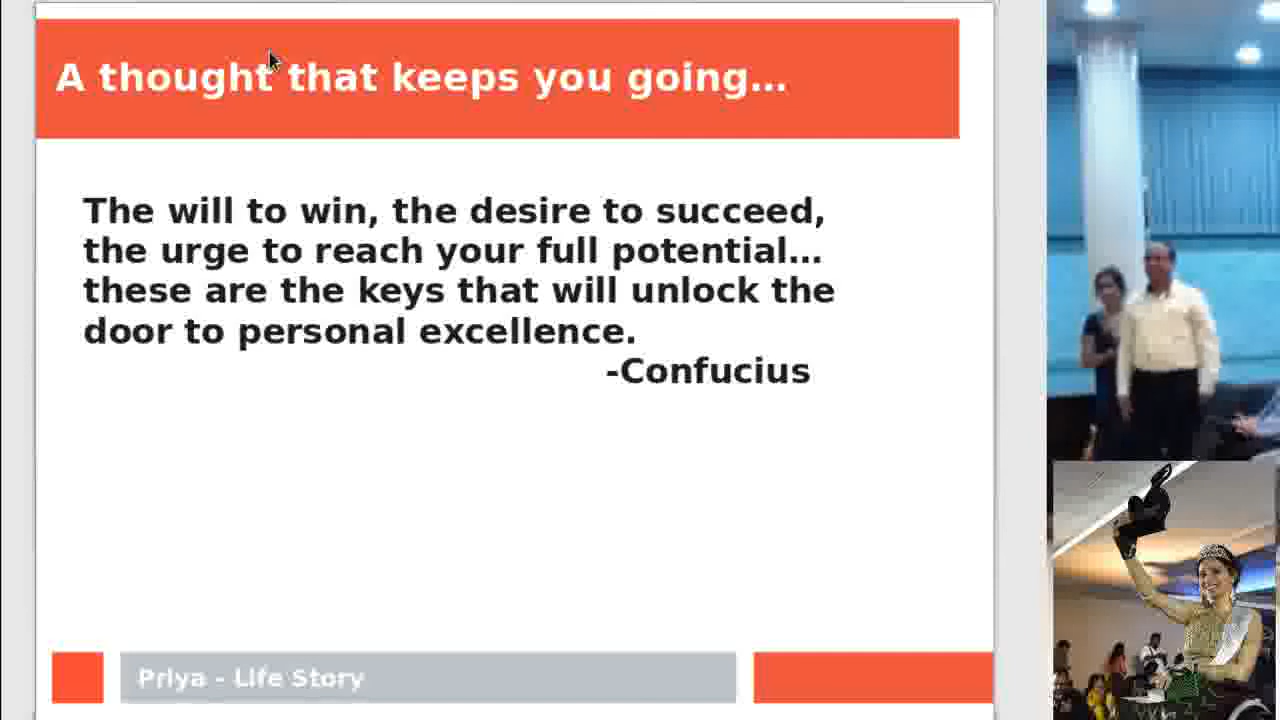 A thought that keeps you going...
The will to win, the desire to succeed,
the urge to reach your full potential...
these are the keys that will unlock the
door to personal excellence.
-Confucius
Priya - Life Story